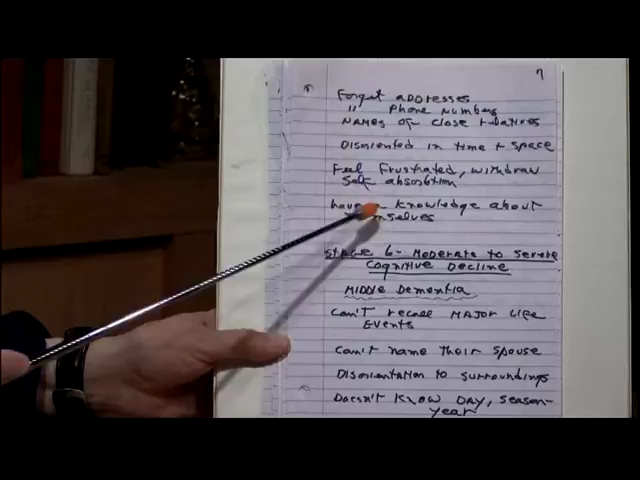 7
Forget addresses
" Phone Numbers
Names of close relatives
Disoriented in time + space
Feel Frustrated, withdraw
Self absorbtion
have knowledge about
selves
Stage 6 - Moderate to Severe
Cognitive Decline
Middle Dementia
Can't recall Major Life
Events
Can't name their spouse
Disorientation to surroundings
Doesn't know Day, season-
year